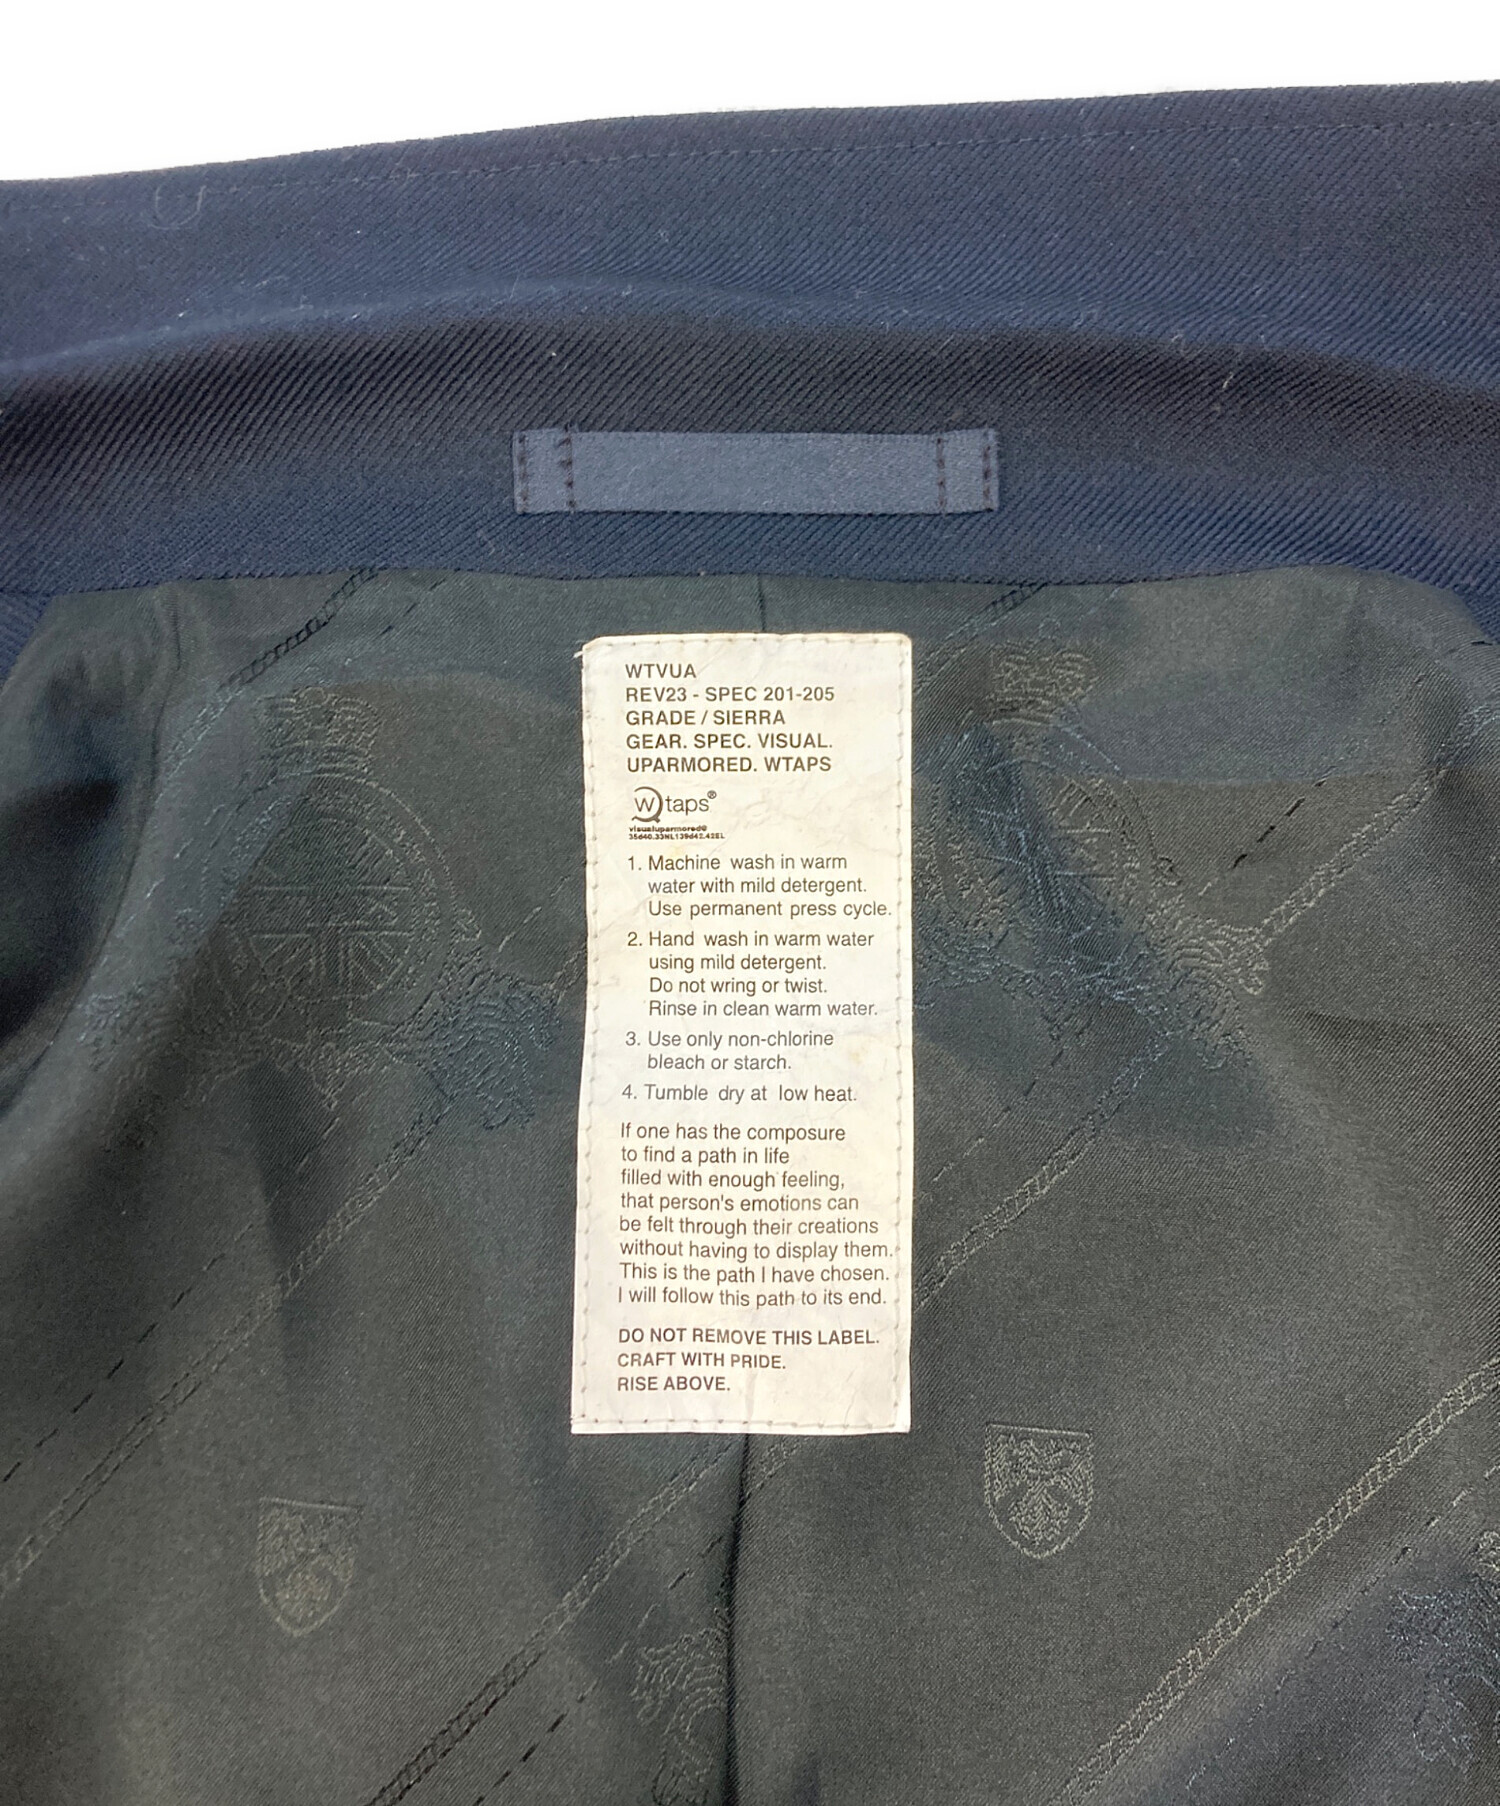 WTVUA
REV23 - SPEC 201-205
GRADE / SIERRA
GEAR. SPEC. VISUAL.
UPARMORED. WTAPS
Wtaps®
visualuparmored®
1. Machine wash in warm
water with mild detergent.
Use permanent press cycle.
2. Hand wash in warm water
using mild detergent.
Do not wring or twist.
Rinse in clean warm water.
3. Use only non-chlorine
bleach or starch.
4. Tumble dry at low heat.
If one has the composure
to find a path in life
filled with enough feeling,
that person's emotions can
be felt through their creations
without having to display them.
This is the path I have chosen.
I will follow this path to its end.
DO NOT REMOVE THIS LABEL.
CRAFT WITH PRIDE.
RISE ABOVE.